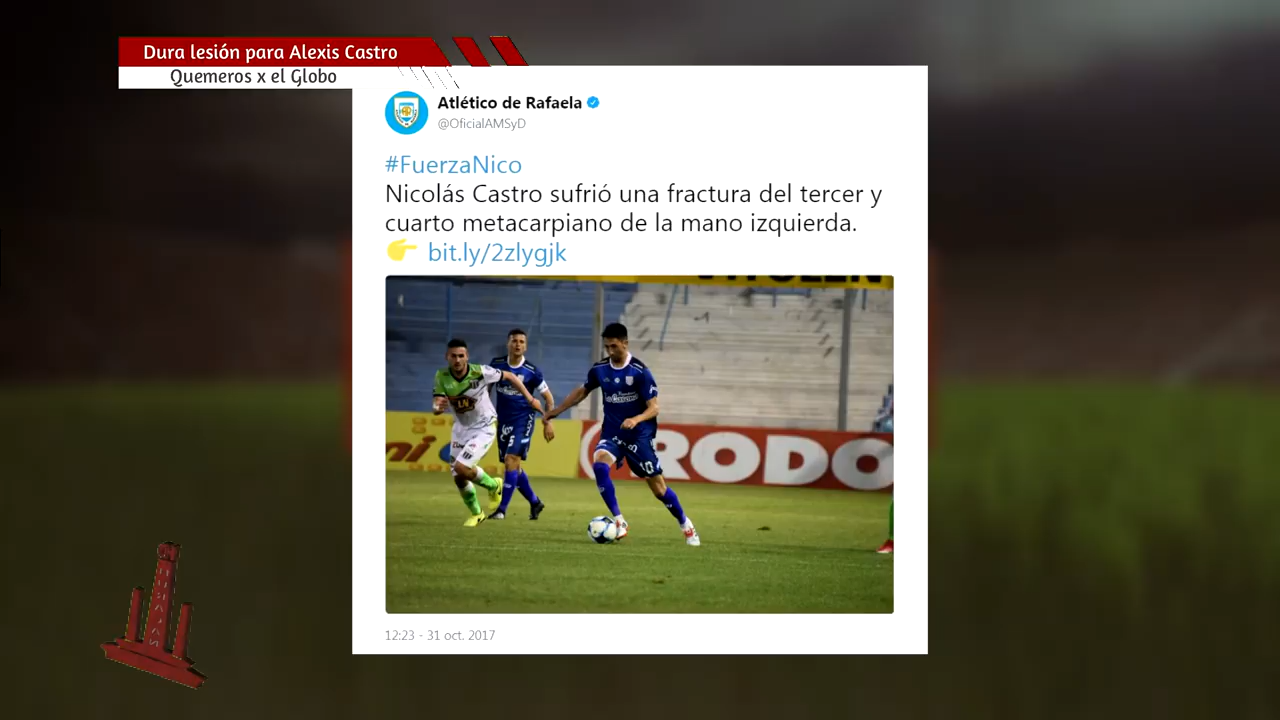 Dura lesión para Alexis Castro
Quemeros x el Globo
Atlético de Rafaela
@OficialAMSyD
#FuerzaNico
Nicolás Castro sufrió una fractura del tercer y
cuarto metacarpiano de la mano izquierda.
👉 bit.ly/2zlygjk
RODO
10
12:23 - 31 oct. 2017